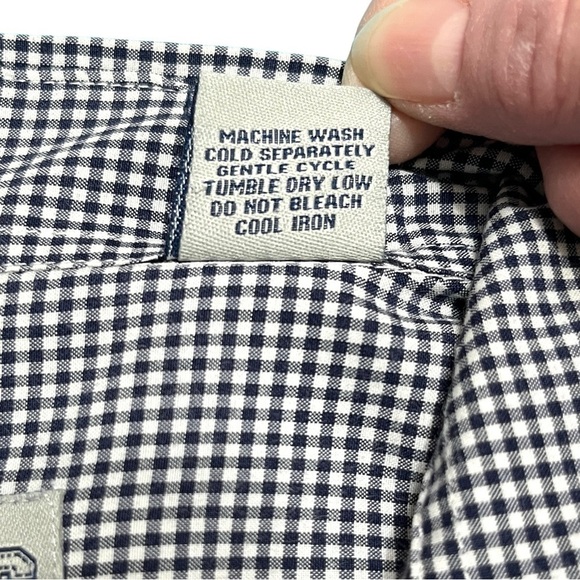 MACHINE WASH
COLD SEPARATELY
GENTLE CYCLE
TUMBLE DRY LOW
DO NOT BLEACH
COOL IRON